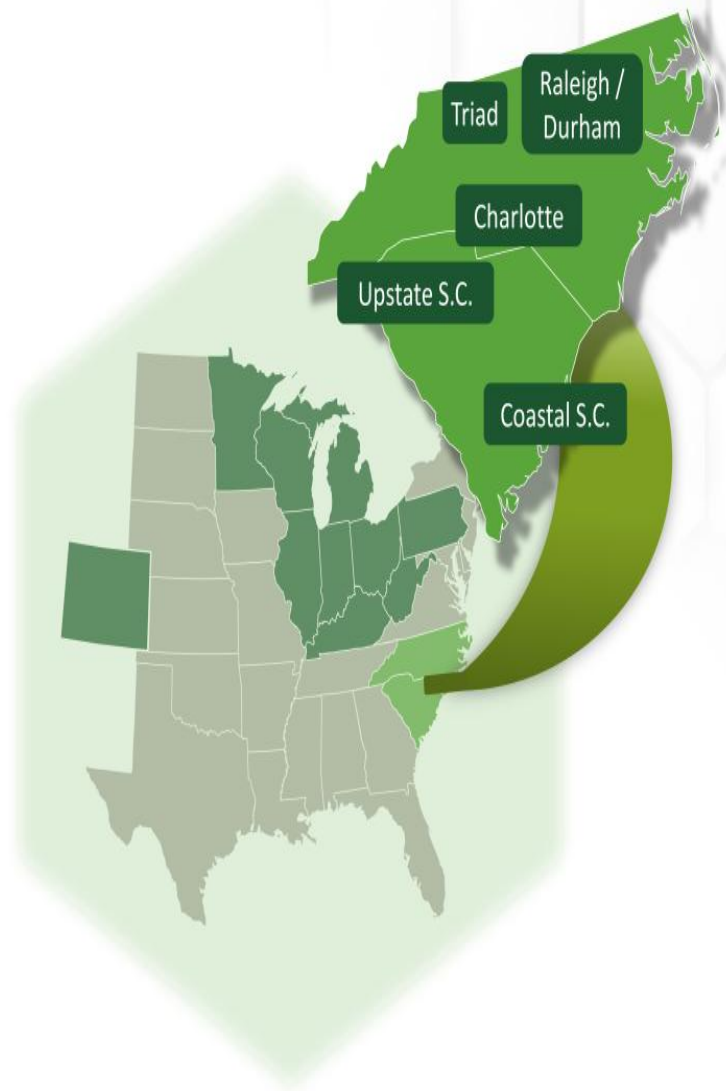 Triad
Raleigh /
Durham
Charlotte
Upstate S.C.
Coastal S.C.